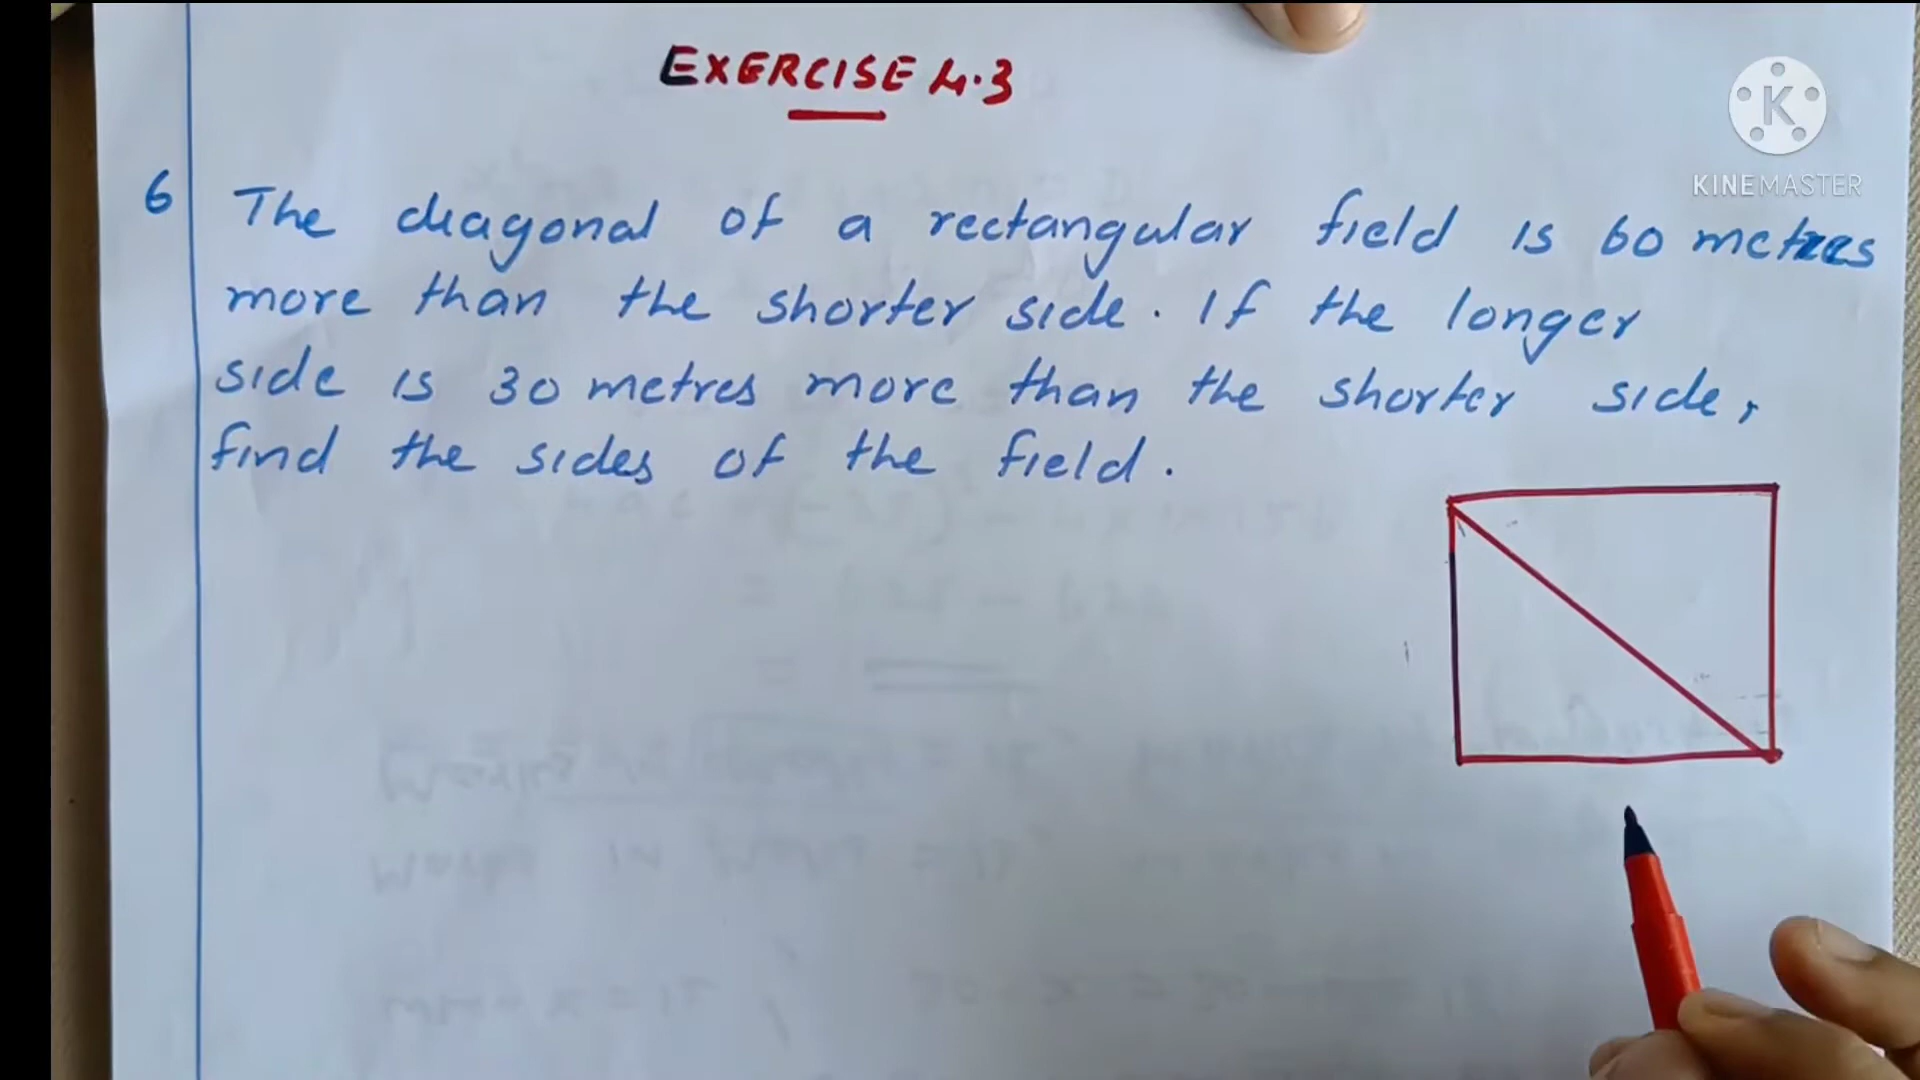 EXERCISE 4.3
K
KINEMASTER
6 The diagonal of a rectangular field is 60 metres
more than the shorter side. If the longer
side is 30 metres more than the shorter side,
find the sides of the field.